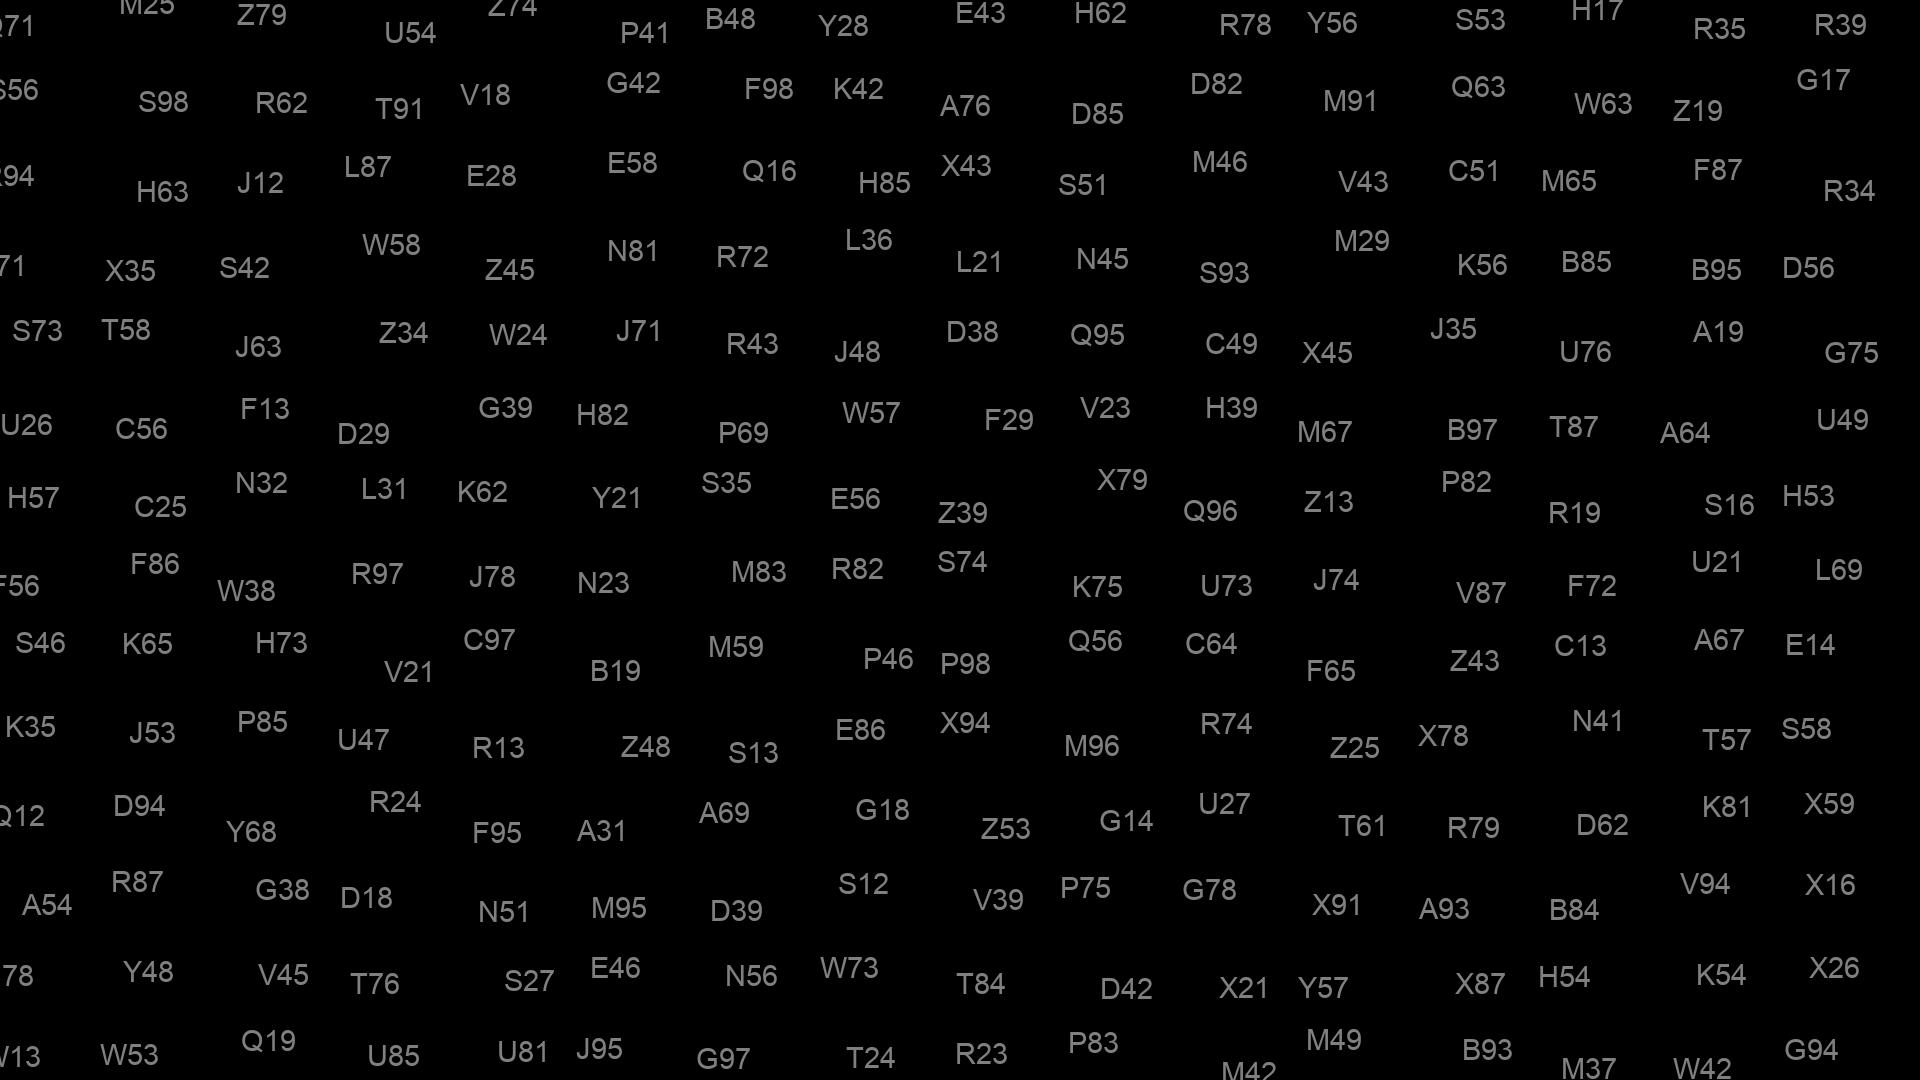 M25 Z79 U54 Z74 P41 B48 Y28 E43 H62 R78 Y56 S53 H17 R35 R39
S56 S98 R62 T91 V18 G42 F98 K42 A76 D85 D82 M91 Q63 W63 Z19 G17
H63 J12 L87 E28 E58 Q16 H85 X43 S51 M46 V43 C51 M65 F87 R34
X35 S42 W58 Z45 N81 R72 L36 L21 N45 S93 M29 K56 B85 B95 D56
S73 T58 J63 Z34 W24 J71 R43 J48 D38 Q95 C49 X45 J35 U76 A19 G75
U26 C56 F13 D29 G39 H82 P69 W57 F29 V23 H39 M67 B97 T87 A64 U49
H57 C25 N32 L31 K62 Y21 S35 E56 Z39 X79 Q96 Z13 P82 R19 S16 H53
F56 F86 W38 R97 J78 N23 M83 R82 S74 K75 U73 J74 V87 F72 U21 L69
S46 K65 H73 V21 C97 B19 M59 P46 P98 Q56 C64 F65 Z43 C13 A67 E14
K35 J53 P85 U47 R13 Z48 S13 E86 X94 M96 R74 Z25 X78 N41 T57 S58
Q12 D94 Y68 R24 F95 A31 A69 G18 Z53 G14 U27 T61 R79 D62 K81 X59
A54 R87 G38 D18 N51 M95 D39 S12 V39 P75 G78 X91 A93 B84 V94 X16
78 Y48 V45 T76 S27 E46 N56 W73 T84 D42 X21 Y57 X87 H54 K54 X26
W13 W53 Q19 U85 U81 J95 G97 T24 R23 P83 M42 M49 B93 M37 W42 G94